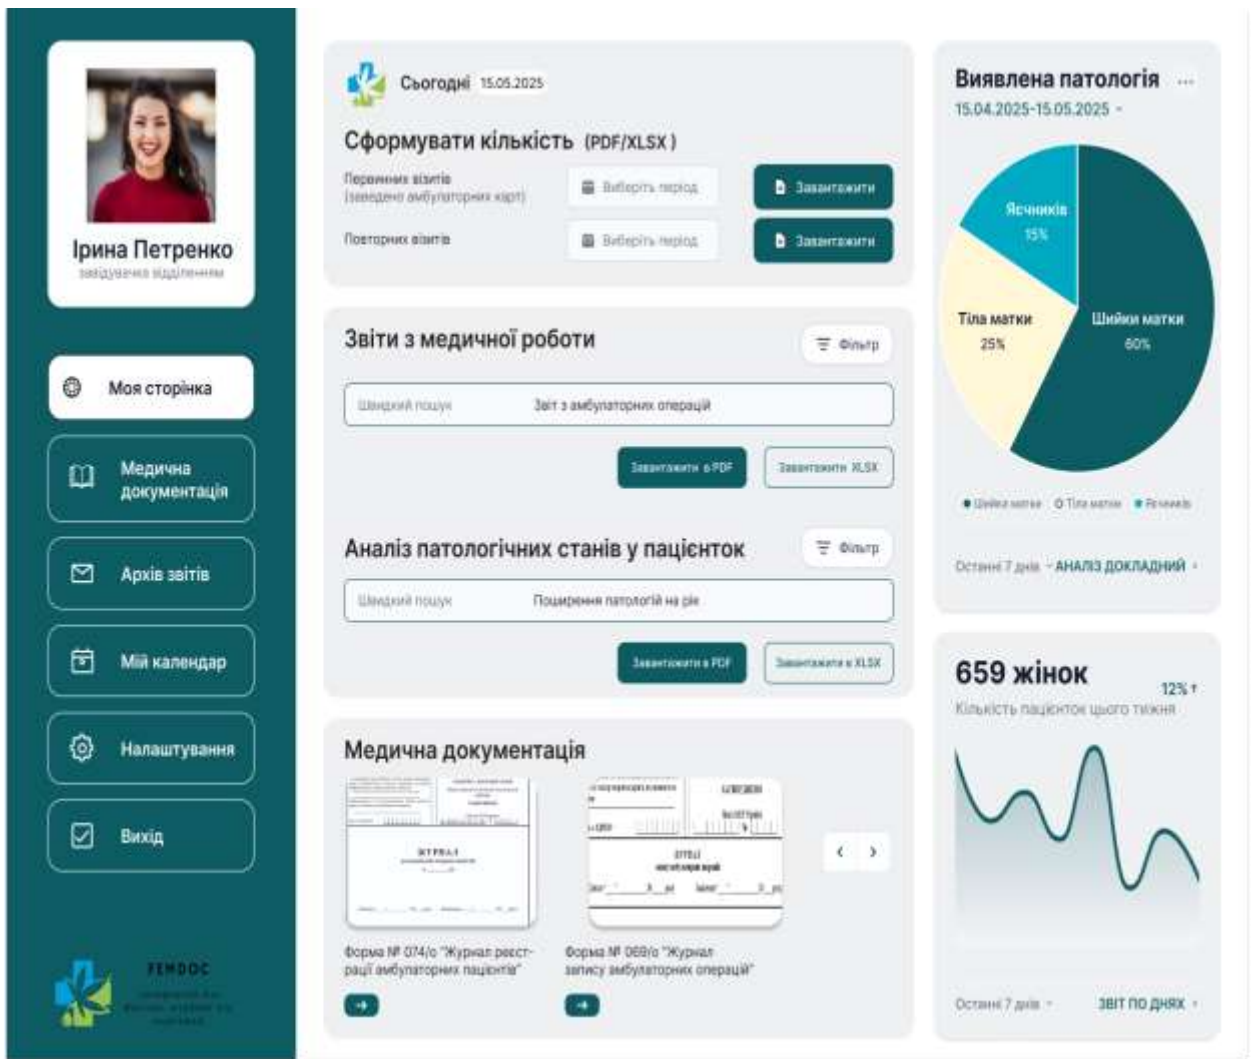 Ірина Петренко
завідувачка відділенням
Моя сторінка
Медична
документація
Архів звітів
Мій календар
Налаштування
Вихід
FEMDOC
Сьогодні 15.05.2025
Сформувати кількість (PDF/XLSX )
Первинних візитів
(заведено амбулаторних карт)
Виберіть період
Завантажити
Повторних візитів
Виберіть період
Завантажити
Звіти з медичної роботи
Фільтр
Швидкий пошук
Звіт з амбулаторних операцій
Завантажити в PDF
Завантажити XLSX
Аналіз патологічних станів у пацієнток
Фільтр
Швидкий пошук
Поширення патологій на рік
Завантажити в PDF
Завантажити в XLSX
Медична документація
ЖУРНАЛ
Форма № 074/о "Журнал реєст-
рації амбулаторних пацієнтів"
Форма № 069/о "Журнал
запису амбулаторних операцій"
Виявлена патологія ...
15.04.2025-15.05.2025
Яєчників
15%
Тіла матки
25%
Шийки матки
60%
Шийки матки Тіла матки Яєчників
Останні 7 днів
АНАЛІЗ ДОКЛАДНИЙ
659 жінок
12%
Кількість пацієнток цього тижня
Останні 7 днів
ЗВІТ ПО ДНЯХ